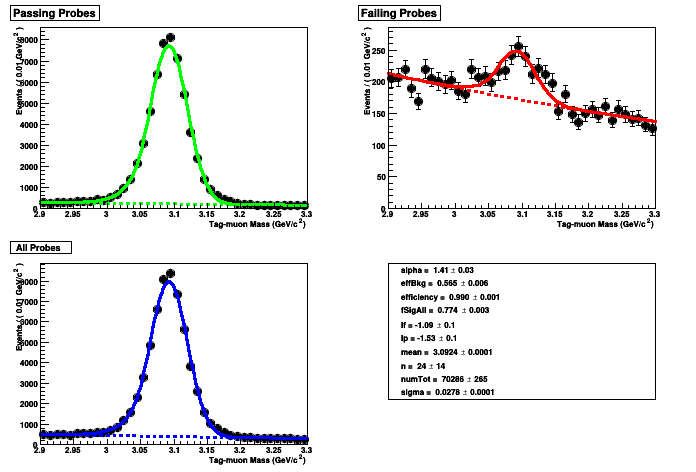 Passing Probes
Events / ( 0.01 GeV/c² )
8000
7000
6000
5000
4000
3000
2000
1000
0
2.9 2.95 3 3.05 3.1 3.15 3.2 3.25 3.3
Tag-muon Mass (GeV/c²)
Failing Probes
Events / ( 0.01 GeV/c² )
250
200
150
100
50
0
2.9 2.95 3 3.05 3.1 3.15 3.2 3.25 3.3
Tag-muon Mass (GeV/c²)
All Probes
Events / ( 0.01 GeV/c² )
8000
7000
6000
5000
4000
3000
2000
1000
0
2.9 2.95 3 3.05 3.1 3.15 3.2 3.25 3.3
Tag-muon Mass (GeV/c²)
alpha = 1.41 ± 0.03
effBkg = 0.565 ± 0.006
efficiency = 0.990 ± 0.001
fSigAll = 0.774 ± 0.003
lf = -1.09 ± 0.1
lp = -1.53 ± 0.1
mean = 3.0924 ± 0.0001
n = 24 ± 14
numTot = 70286 ± 265
sigma = 0.0278 ± 0.0001